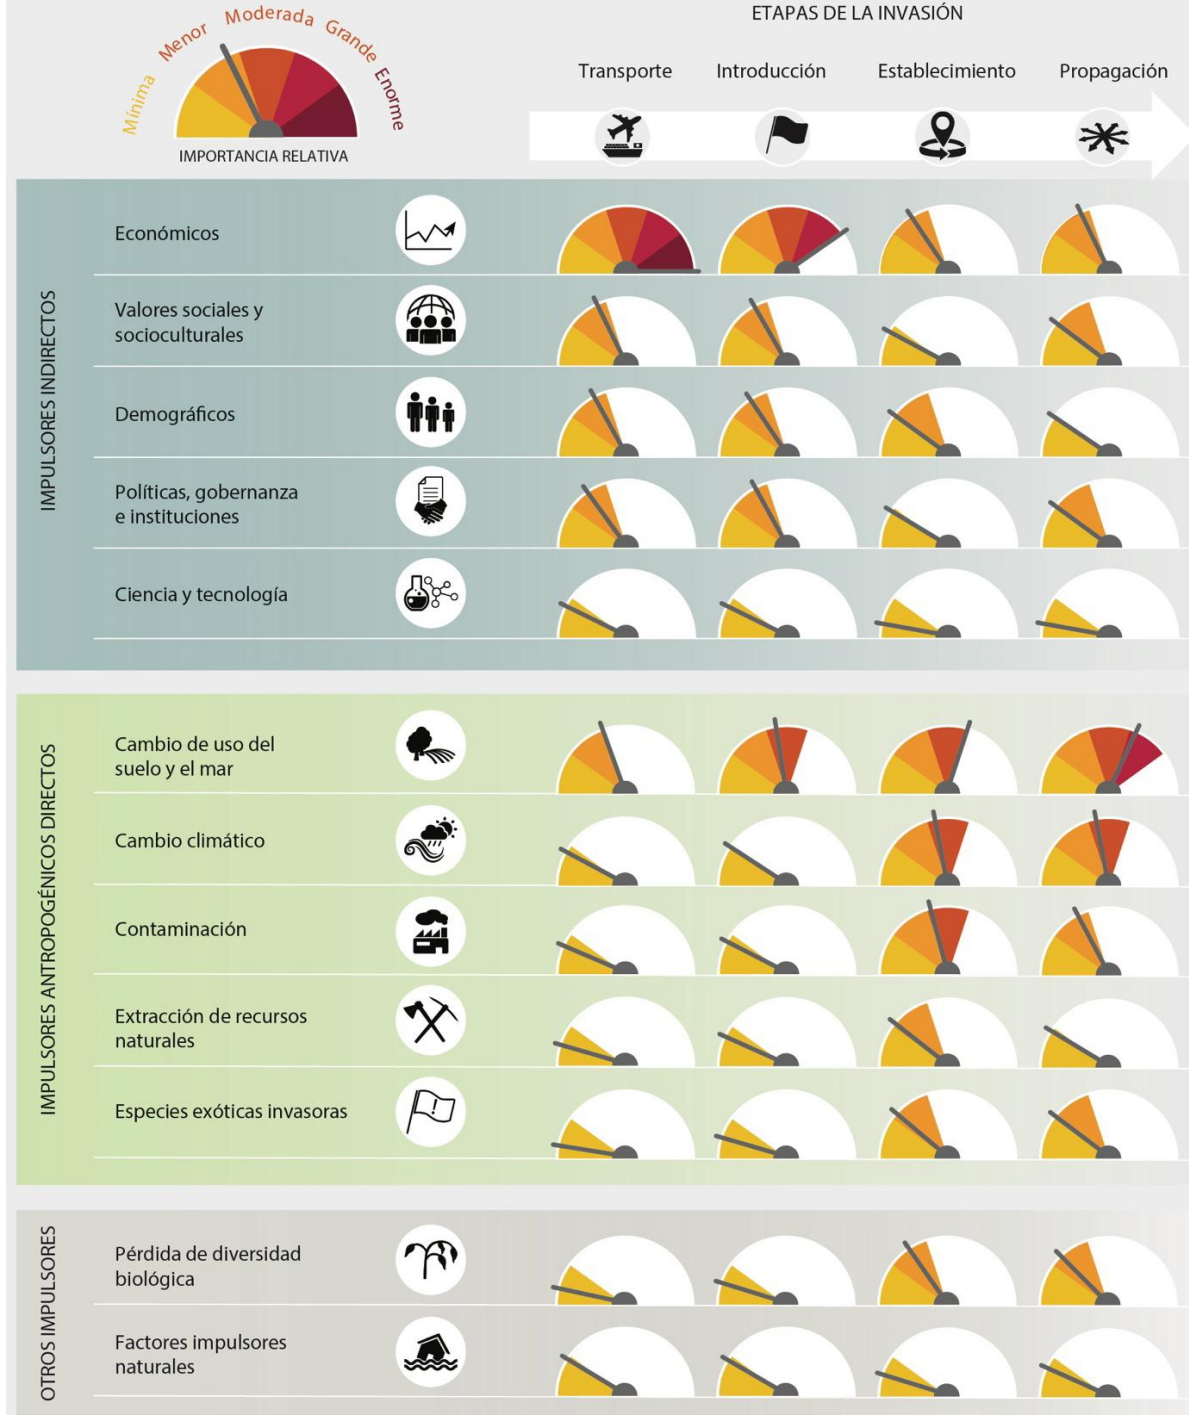 Mínima
Menor
Moderada
Grande
Enorme
IMPORTANCIA RELATIVA
ETAPAS DE LA INVASIÓN
Transporte
Introducción
Establecimiento
Propagación
IMPULSORES INDIRECTOS
Económicos
Valores sociales y
socioculturales
Demográficos
Políticas, gobernanza
e instituciones
Ciencia y tecnología
IMPULSORES ANTROPOGÉNICOS DIRECTOS
Cambio de uso del
suelo y el mar
Cambio climático
Contaminación
Extracción de recursos
naturales
Especies exóticas invasoras
OTROS IMPULSORES
Pérdida de diversidad
biológica
Factores impulsores
naturales